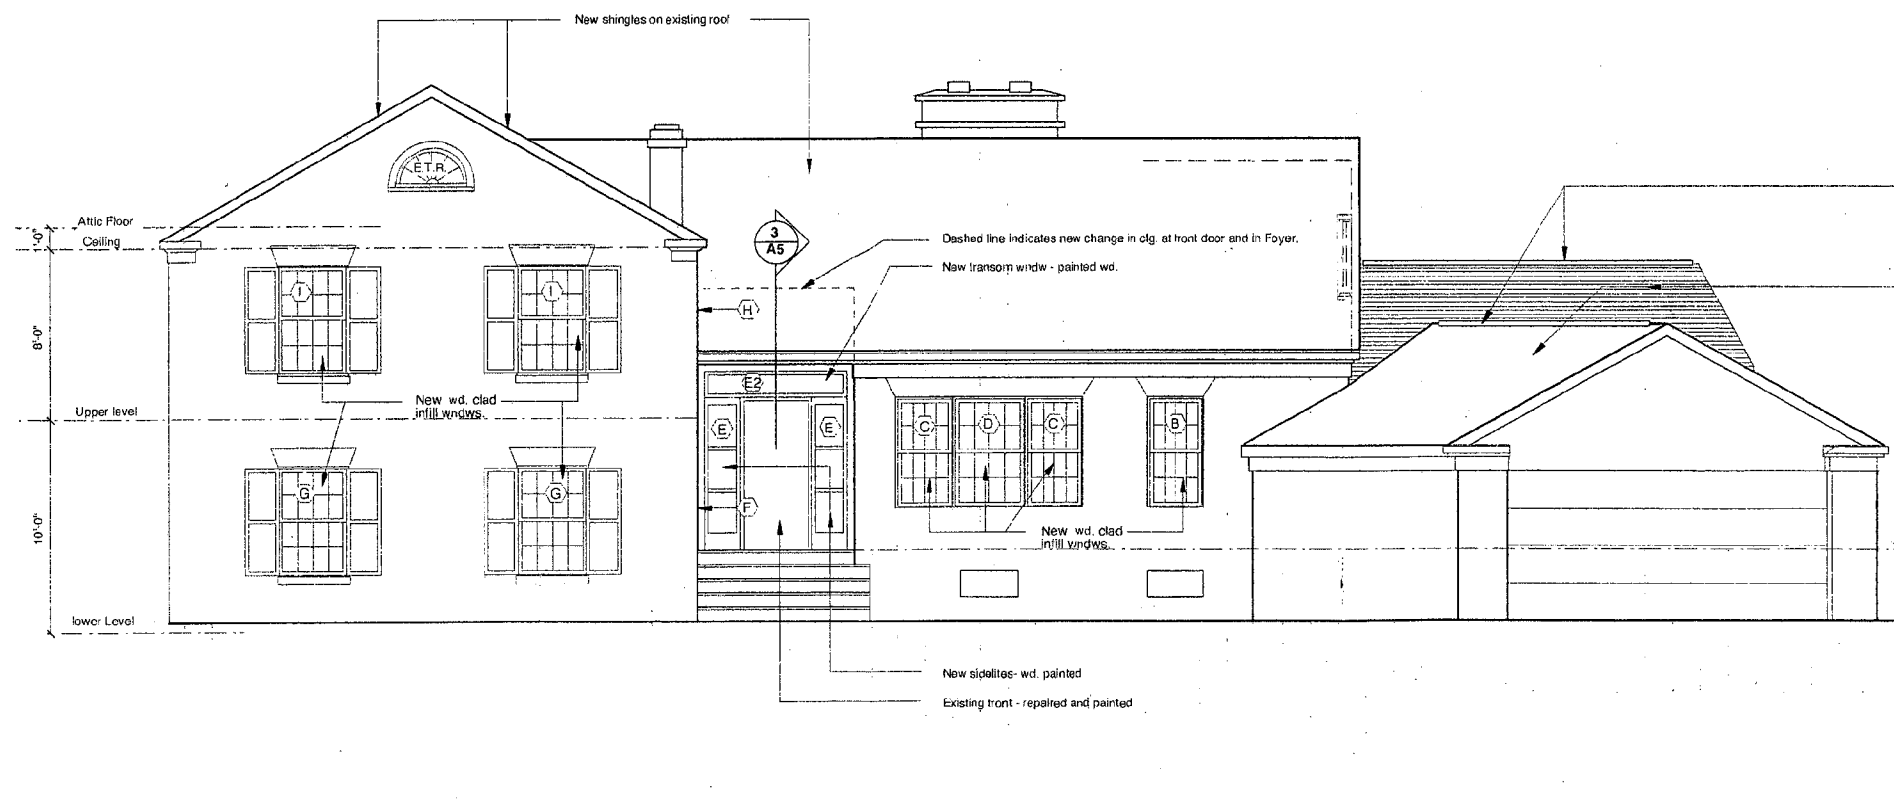 New shingles on existing roof
E.T.R.
Attic Floor
1'-0"
Ceiling
3
A5
Dashed line indicates new change in clg. at front door and in Foyer.
New transom wndw - painted wd.
I
I
H
8'-0"
E2
New wd. clad
infill wndws.
Upper level
E
E
C
D
C
B
G
G
F
10'-0"
New wd. clad
infill wndws.
lower Level
New sidelites- wd. painted
Existing front - repaired and painted